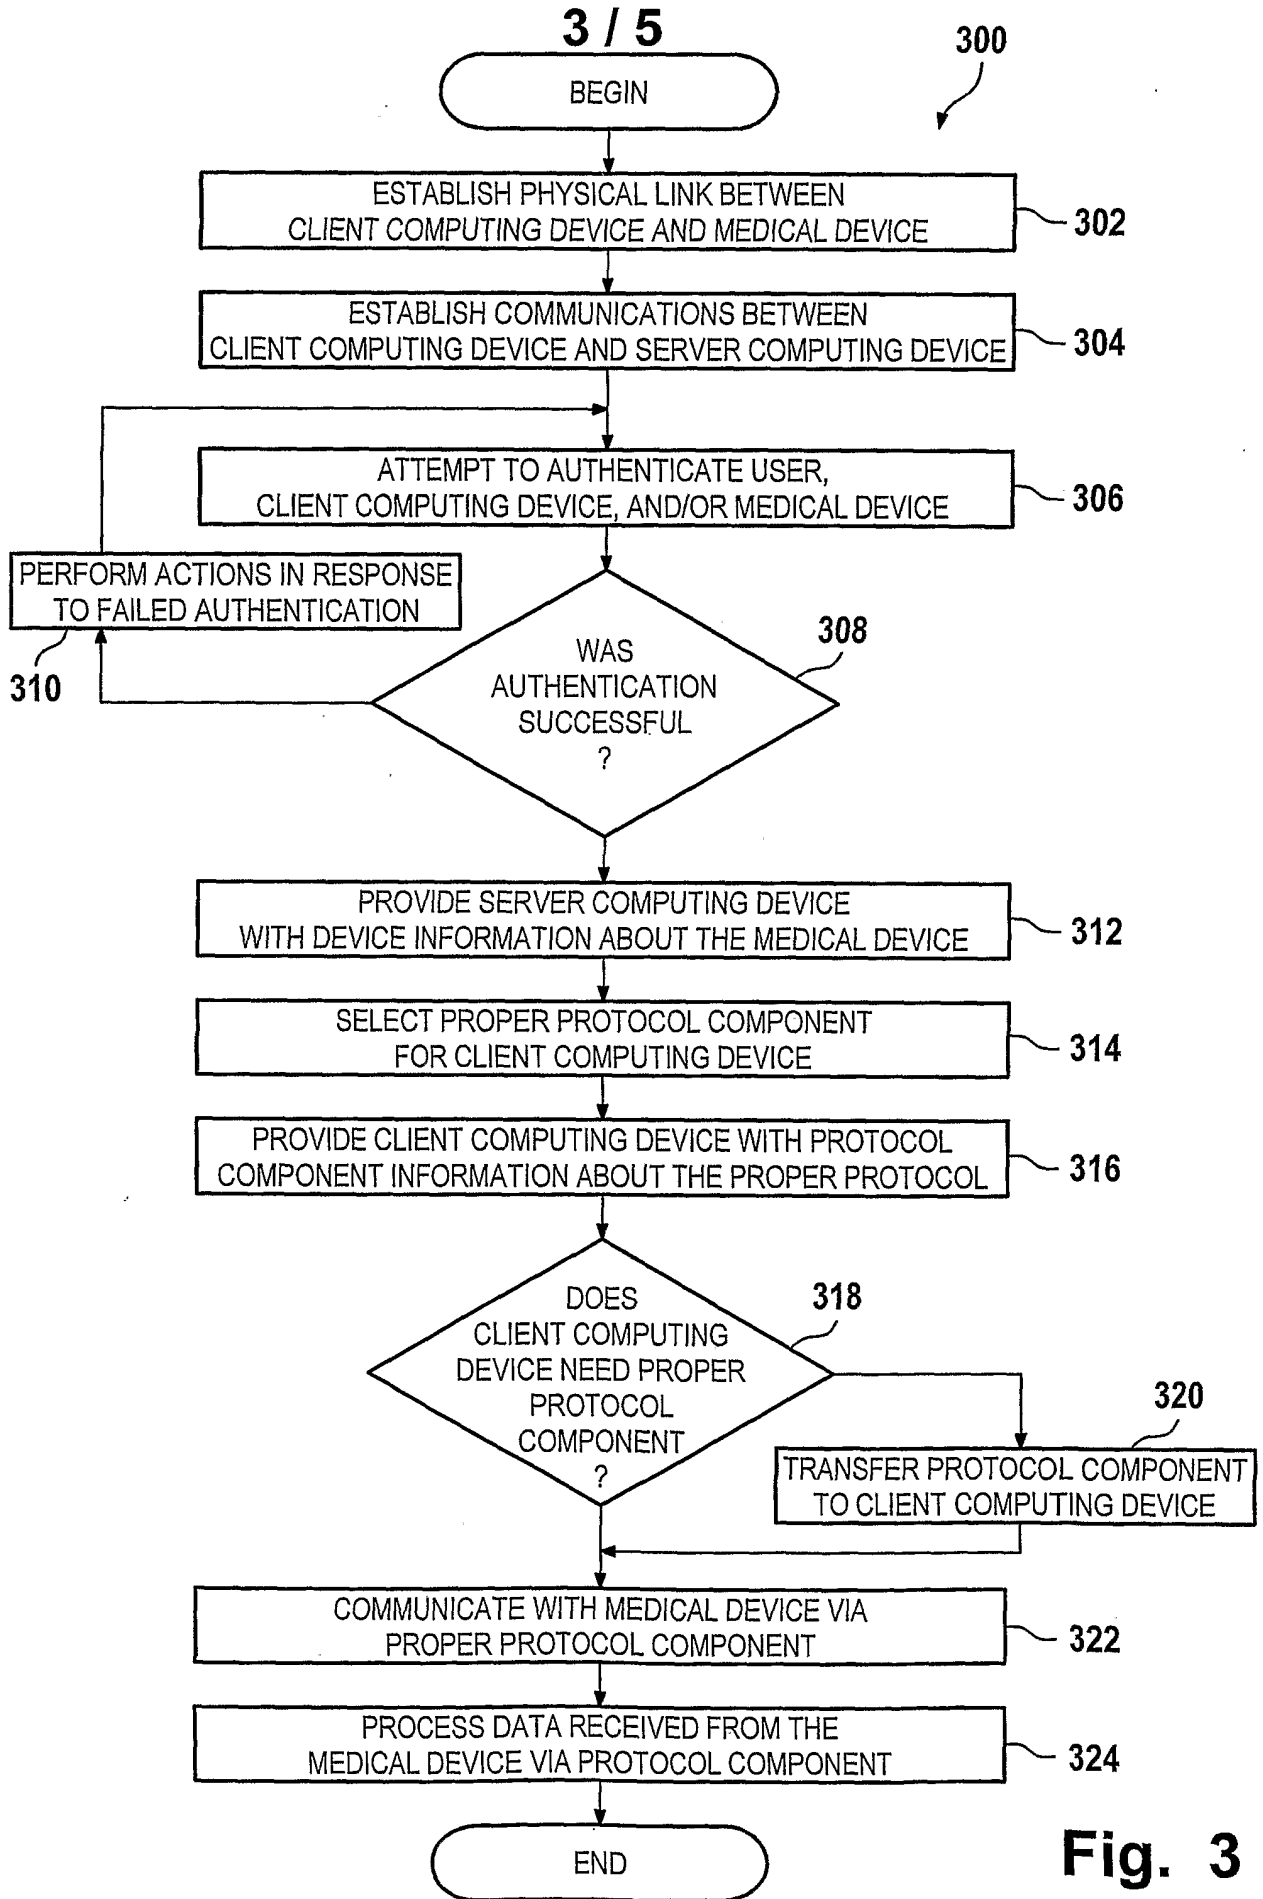 3 / 5
300
BEGIN
ESTABLISH PHYSICAL LINK BETWEEN
CLIENT COMPUTING DEVICE AND MEDICAL DEVICE
302
ESTABLISH COMMUNICATIONS BETWEEN
CLIENT COMPUTING DEVICE AND SERVER COMPUTING DEVICE
304
ATTEMPT TO AUTHENTICATE USER,
CLIENT COMPUTING DEVICE, AND/OR MEDICAL DEVICE
306
PERFORM ACTIONS IN RESPONSE
TO FAILED AUTHENTICATION
310
WAS
AUTHENTICATION
SUCCESSFUL
?
308
PROVIDE SERVER COMPUTING DEVICE
WITH DEVICE INFORMATION ABOUT THE MEDICAL DEVICE
312
SELECT PROPER PROTOCOL COMPONENT
FOR CLIENT COMPUTING DEVICE
314
PROVIDE CLIENT COMPUTING DEVICE WITH PROTOCOL
COMPONENT INFORMATION ABOUT THE PROPER PROTOCOL
316
DOES
CLIENT COMPUTING
DEVICE NEED PROPER
PROTOCOL
COMPONENT
?
318
320
TRANSFER PROTOCOL COMPONENT
TO CLIENT COMPUTING DEVICE
COMMUNICATE WITH MEDICAL DEVICE VIA
PROPER PROTOCOL COMPONENT
322
PROCESS DATA RECEIVED FROM THE
MEDICAL DEVICE VIA PROTOCOL COMPONENT
324
END
Fig. 3